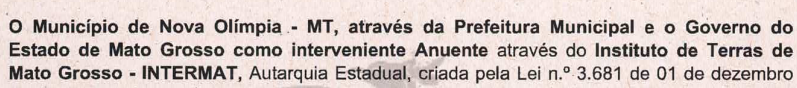 O Município de Nova Olímpia - MT, através da Prefeitura Municipal e o Governo do
Estado de Mato Grosso como interveniente Anuente através do Instituto de Terras de
Mato Grosso - INTERMAT, Autarquia Estadual, criada pela Lei n.º 3.681 de 01 de dezembro